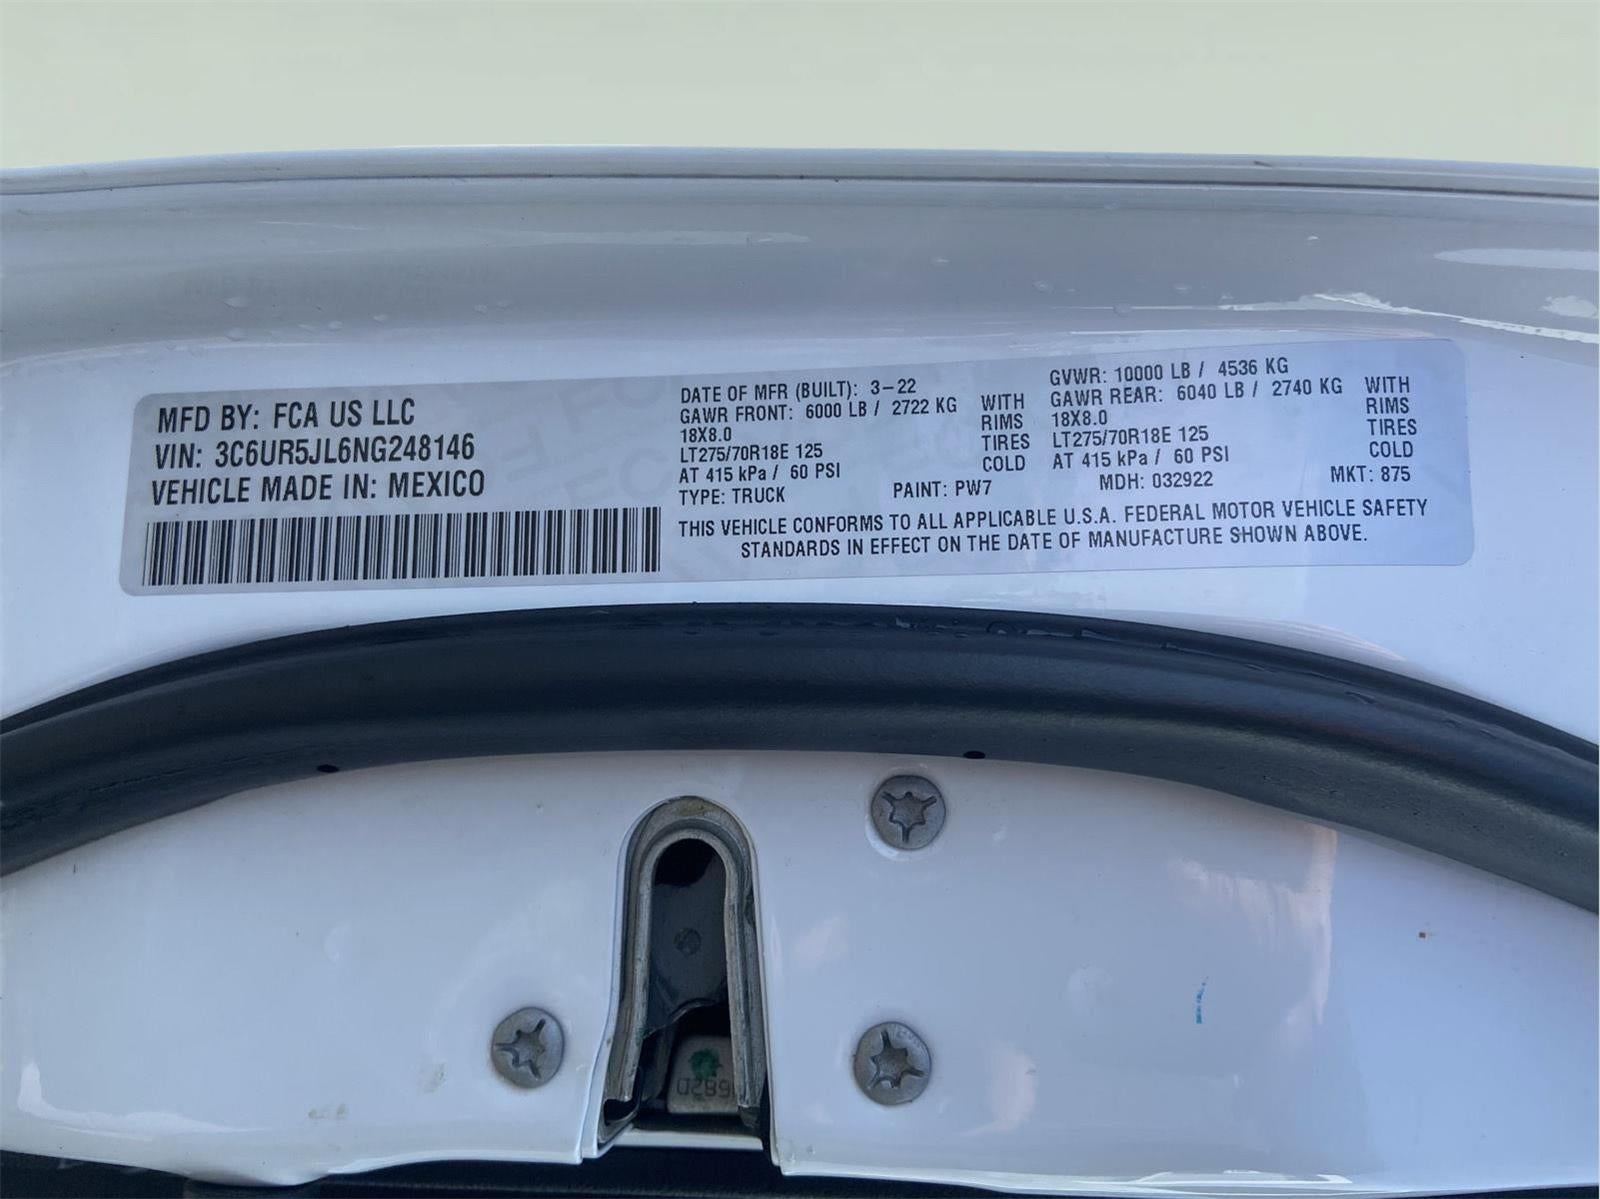 MFD BY: FCA US LLC
VIN: 3C6UR5JL6NG248146
VEHICLE MADE IN: MEXICO
DATE OF MFR (BUILT): 3-22
GAWR FRONT: 6000 LB / 2722 KG WITH
18X8.0 RIMS
LT275/70R18E 125 TIRES
AT 415 kPa / 60 PSI COLD
GVWR: 10000 LB / 4536 KG
GAWR REAR: 6040 LB / 2740 KG WITH
18X8.0 RIMS
LT275/70R18E 125 TIRES
AT 415 kPa / 60 PSI COLD
TYPE: TRUCK PAINT: PW7 MDH: 032922 MKT: 875
THIS VEHICLE CONFORMS TO ALL APPLICABLE U.S.A. FEDERAL MOTOR VEHICLE SAFETY
STANDARDS IN EFFECT ON THE DATE OF MANUFACTURE SHOWN ABOVE.